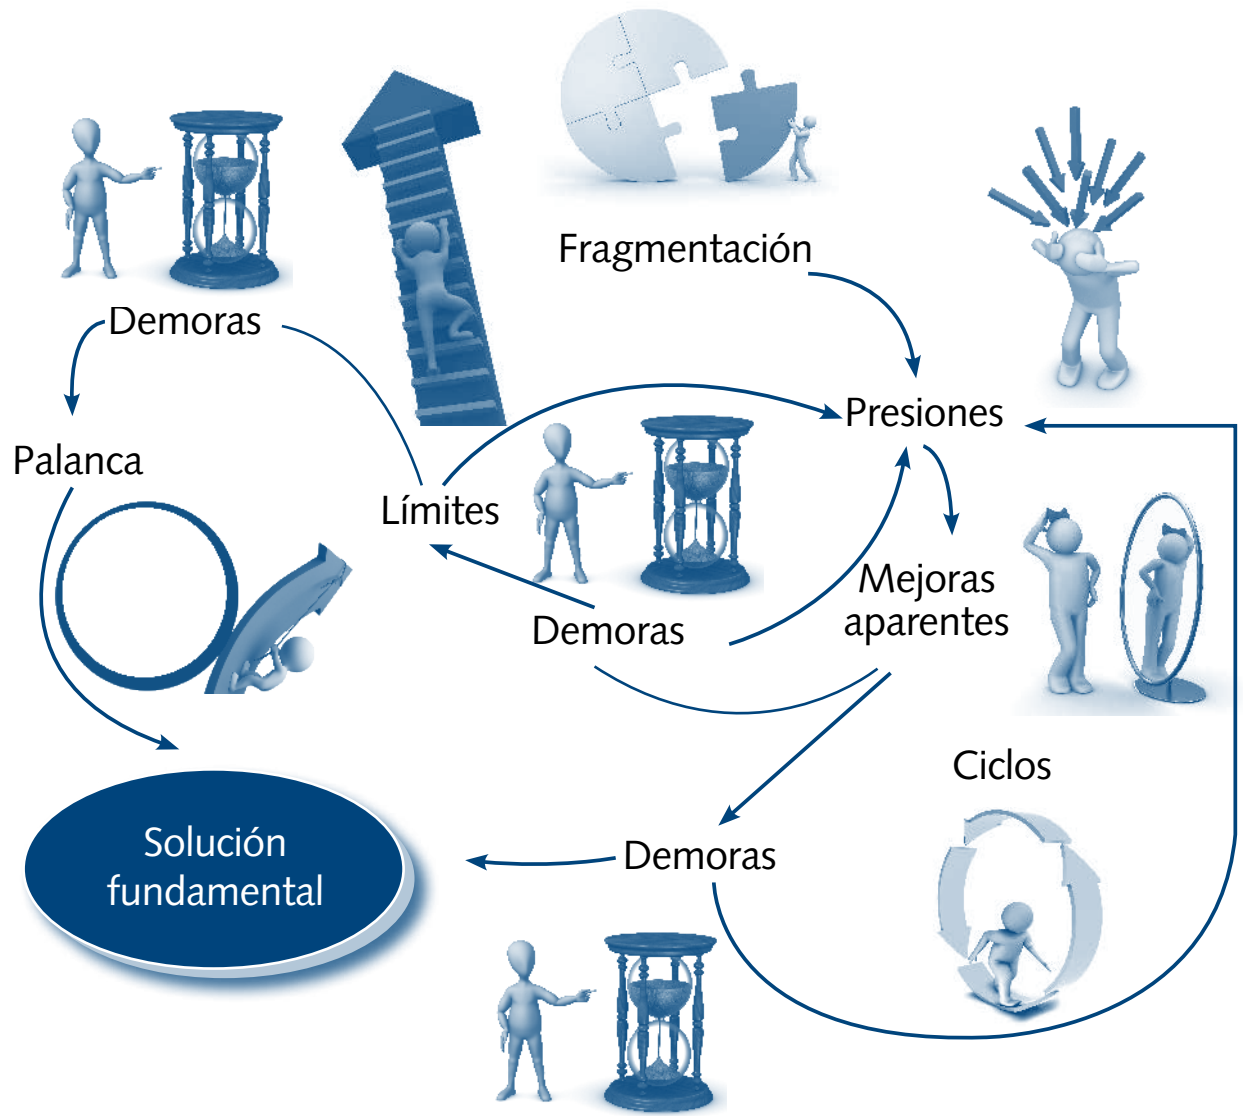 Fragmentación
Demoras
Presiones
Palanca
Límites
Mejoras
aparentes
Demoras
Ciclos
Solución
fundamental
Demoras